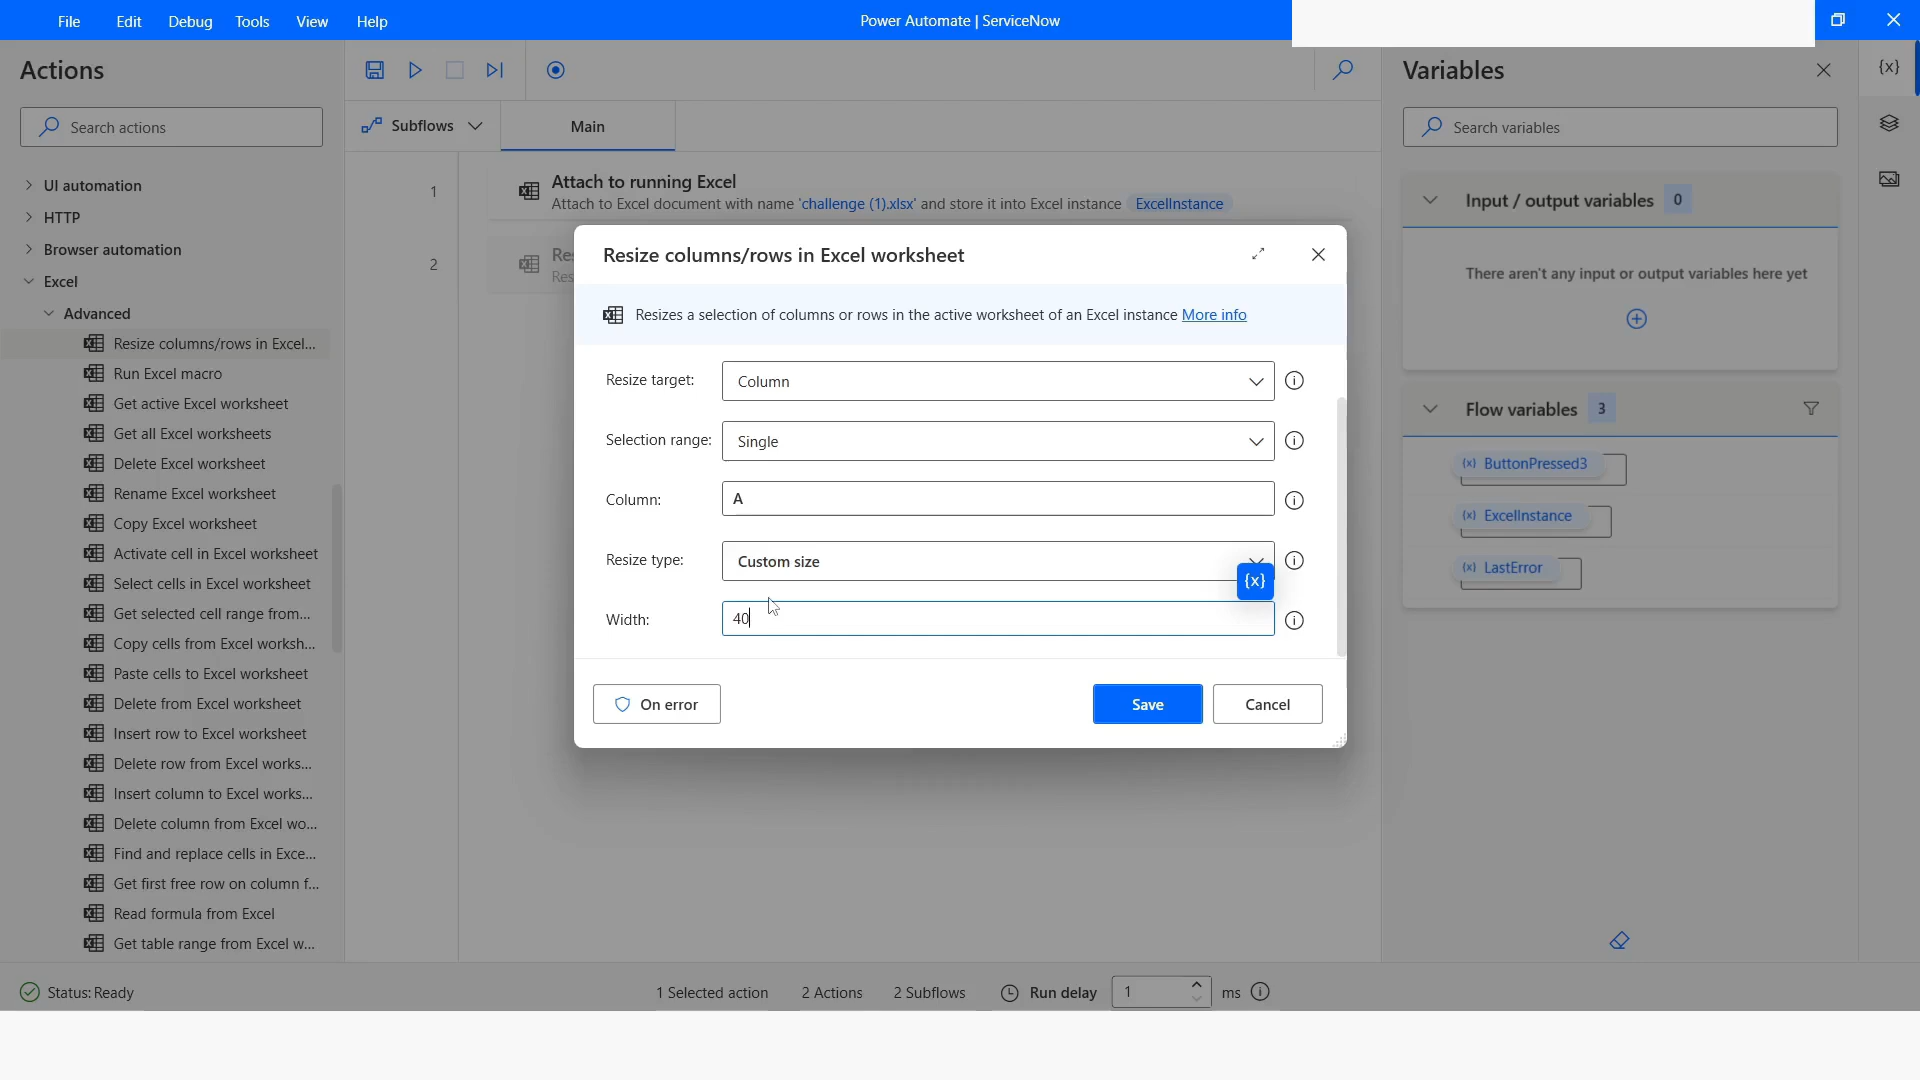 File Edit Debug Tools View Help
Power Automate | ServiceNow
Actions
Search actions
UI automation
HTTP
Browser automation
Excel
Advanced
Resize columns/rows in Excel...
Run Excel macro
Get active Excel worksheet
Get all Excel worksheets
Delete Excel worksheet
Rename Excel worksheet
Copy Excel worksheet
Activate cell in Excel worksheet
Select cells in Excel worksheet
Get selected cell range from...
Copy cells from Excel worksh...
Paste cells to Excel worksheet
Delete from Excel worksheet
Insert row to Excel worksheet
Delete row from Excel works...
Insert column to Excel works...
Delete column from Excel wo...
Find and replace cells in Exce...
Get first free row on column f...
Read formula from Excel
Get table range from Excel w...
Subflows
Main
1
Attach to running Excel
Attach to Excel document with name 'challenge (1).xlsx' and store it into Excel instance ExcelInstance
2
Res
Res
Resize columns/rows in Excel worksheet
Resizes a selection of columns or rows in the active worksheet of an Excel instance More info
Resize target: Column
Selection range: Single
Column: A
Resize type: Custom size
{x}
Width: 40
On error
Save
Cancel
Variables
{x}
Search variables
Input / output variables 0
There aren't any input or output variables here yet
Flow variables 3
{x} ButtonPressed3
{x} ExcelInstance
{x} LastError
Status: Ready
1 Selected action
2 Actions
2 Subflows
Run delay 1 ms